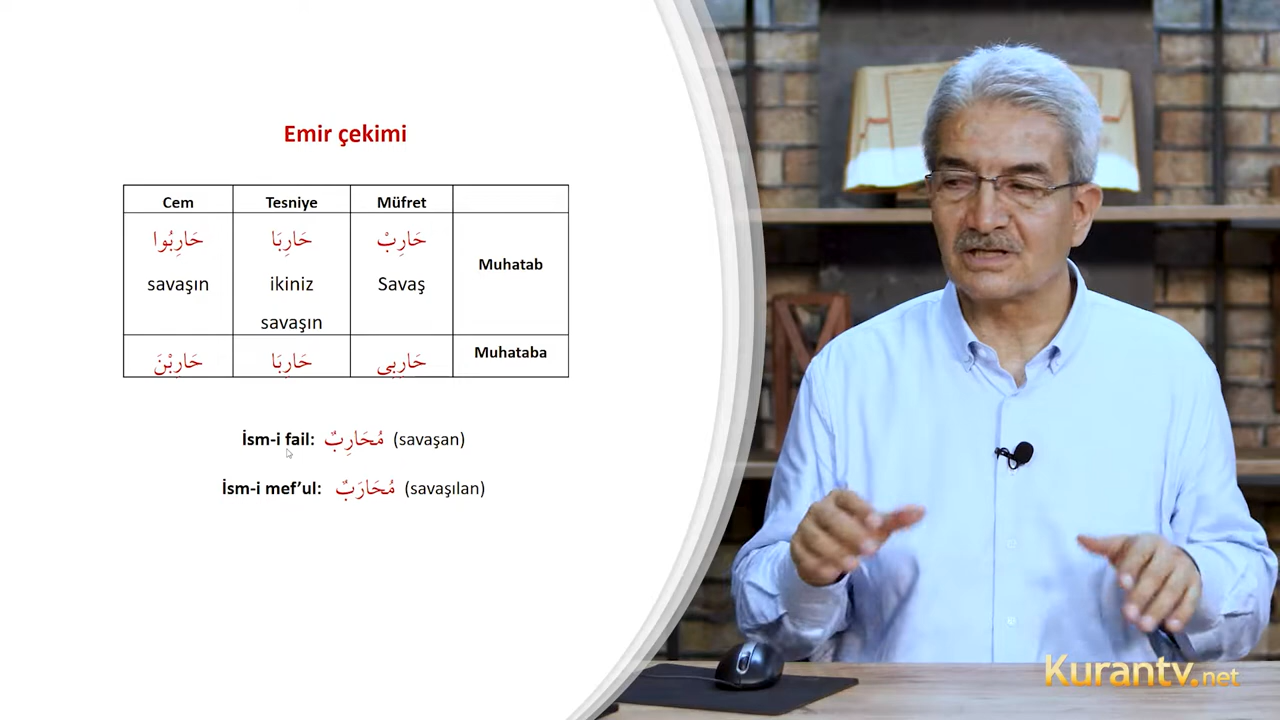 Emir çekimi
Cem Tesniye Müfret
حَارِبُوا حَارِبَا حَارِبْ
savaşın ikiniz savaşın Savaş Muhatab
حَارِبْنَ حَارِبَا حَارِبِي Muhataba
İsm-i fail: مُحَارِبٌ (savaşan)
İsm-i mef’ul: مُحَارَبٌ (savaşılan)
Kurantv.net